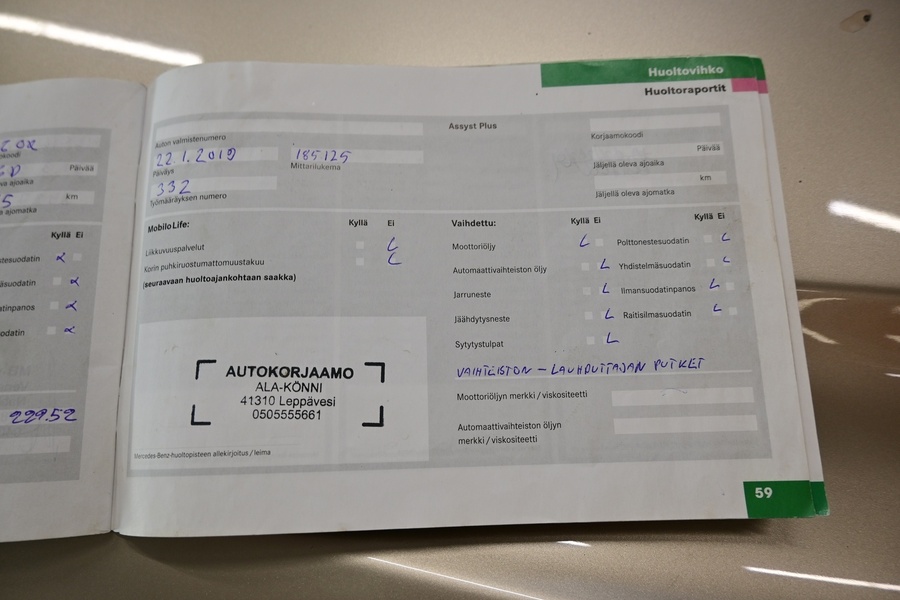 Huoltovihko
Huoltoraportit
Auton valmistenumero
22.1.2019
Päiväys
185125
Mittarilukema
332
Työmääräyksen numero
Assyst Plus
Korjaamokoodi
Päivää
Jäljellä oleva ajoaika
km
Jäljellä oleva ajomatka
MobiloLife:
Kyllä Ei
Liikkuvuuspalvelut
Korin puhkiruostumattomuustakuu
(seuraavaan huoltoajankohtaan saakka)
Vaihdettu:
Kyllä Ei
Kyllä Ei
Moottoriöljy
Polttonestesuodatin
Automaattivaihteiston öljy
Yhdistelmäsuodatin
Jarruneste
Ilmansuodatinpanos
Jäähdytysneste
Raitisilmasuodatin
Sytytystulpat
VAIHTEISTON - LAUHDUTTAJAN PUTKET
Moottoriöljyn merkki / viskositeetti
Automaattivaihteiston öljyn
merkki / viskositeetti
AUTOKORJAAMO
ALA-KÖNNI
41310 Leppävesi
0505555661
Mercedes-Benz-huoltopisteen allekirjoitus / leima
59
Päivää
km
Kyllä Ei
229.52